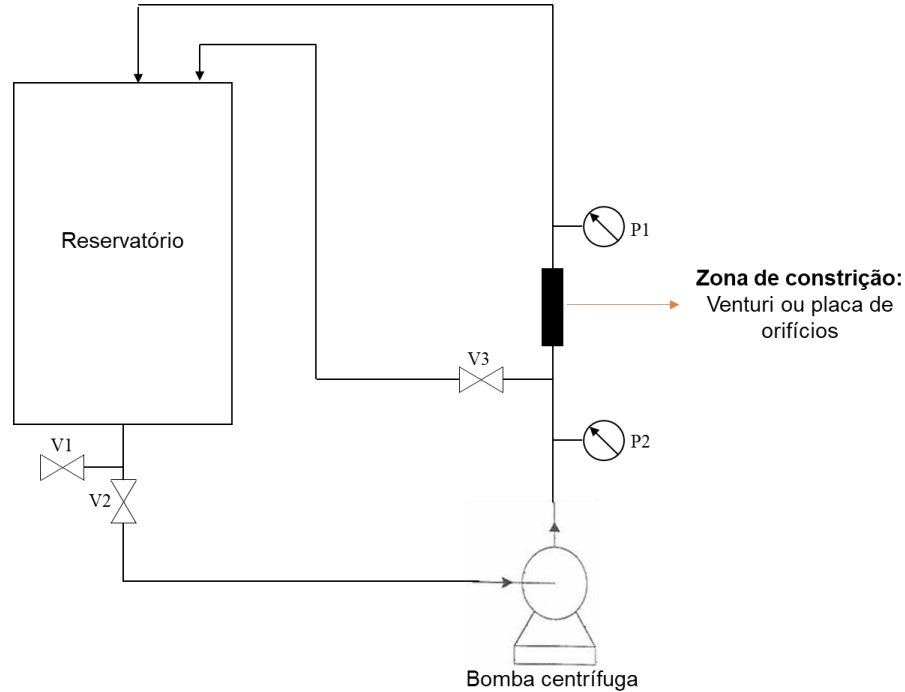 Reservatório
P1
Zona de constrição:
Venturi ou placa de
orifícios
V3
P2
V1
V2
Bomba centrífuga